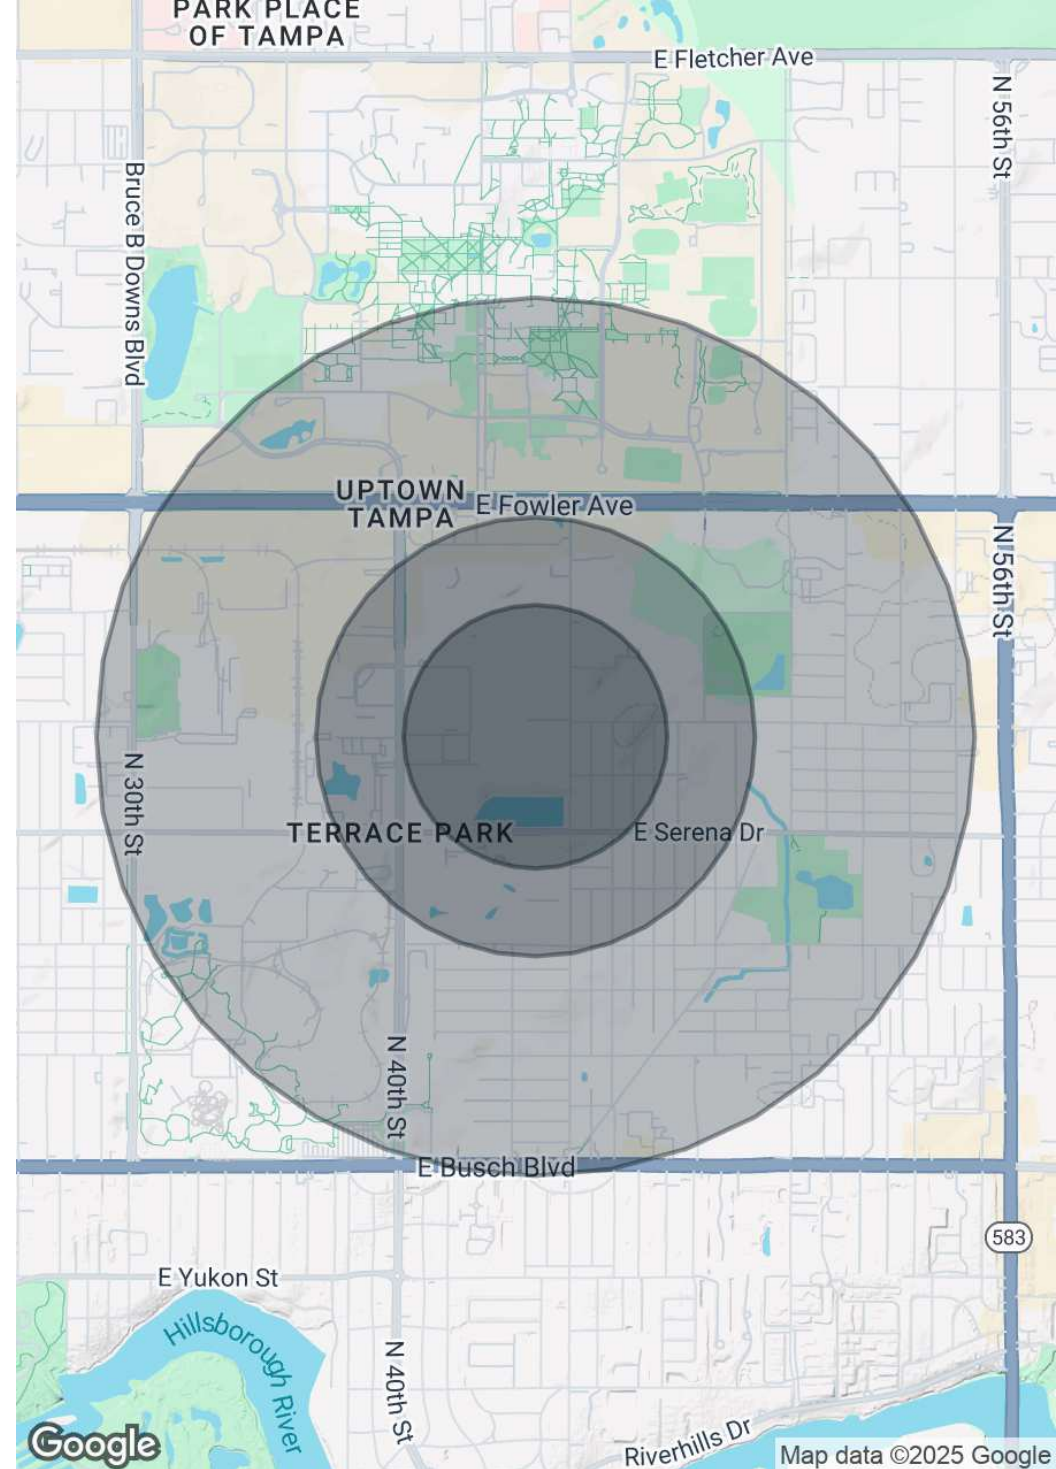 PARK PLACE
OF TAMPA
E Fletcher Ave
N 56th St
Bruce B Downs Blvd
UPTOWN
TAMPA
E Fowler Ave
N 56th St
N 30th St
TERRACE PARK
E Serena Dr
N 40th St
E Busch Blvd
583
E Yukon St
Hillsborough River
N 40th St
Riverhills Dr
Google
Map data ©2025 Google